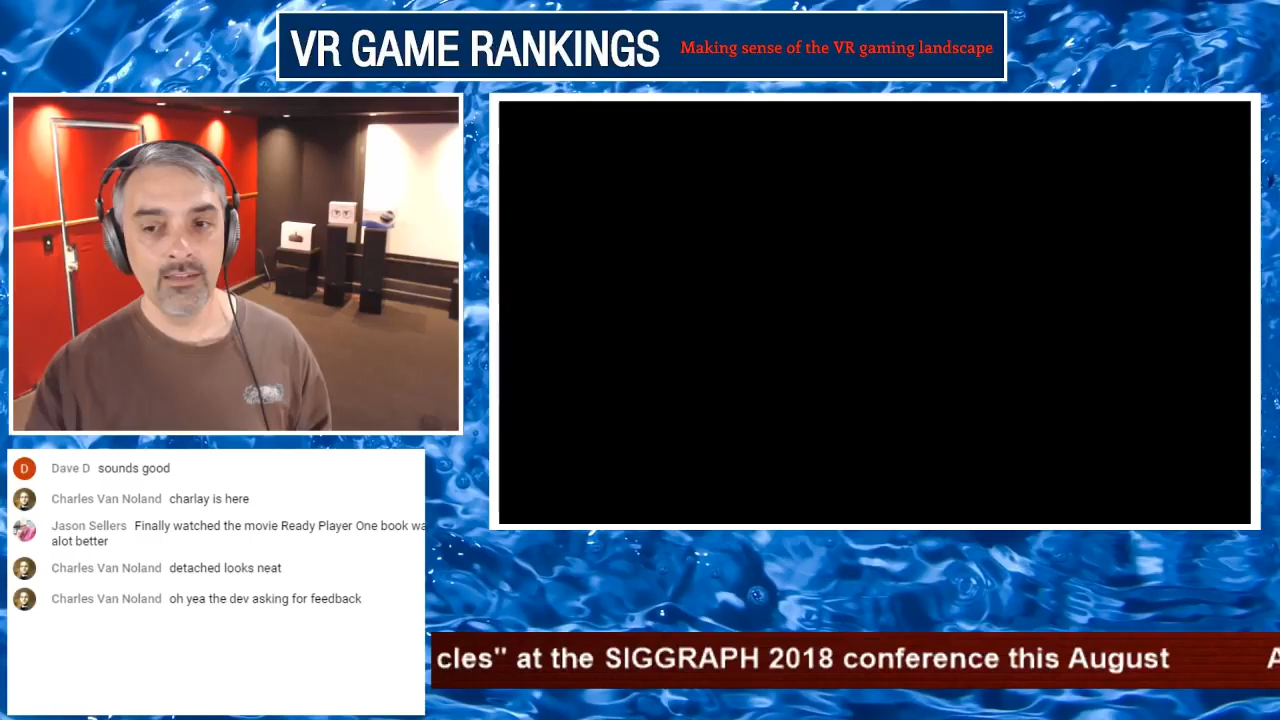 VR GAME RANKINGS Making sense of the VR gaming landscape
D Dave D sounds good
Charles Van Noland charlay is here
Jason Sellers Finally watched the movie Ready Player One book
alot better
Charles Van Noland detached looks neat
Charles Van Noland oh yea the dev asking for feedback
cles" at the SIGGRAPH 2018 conference this August